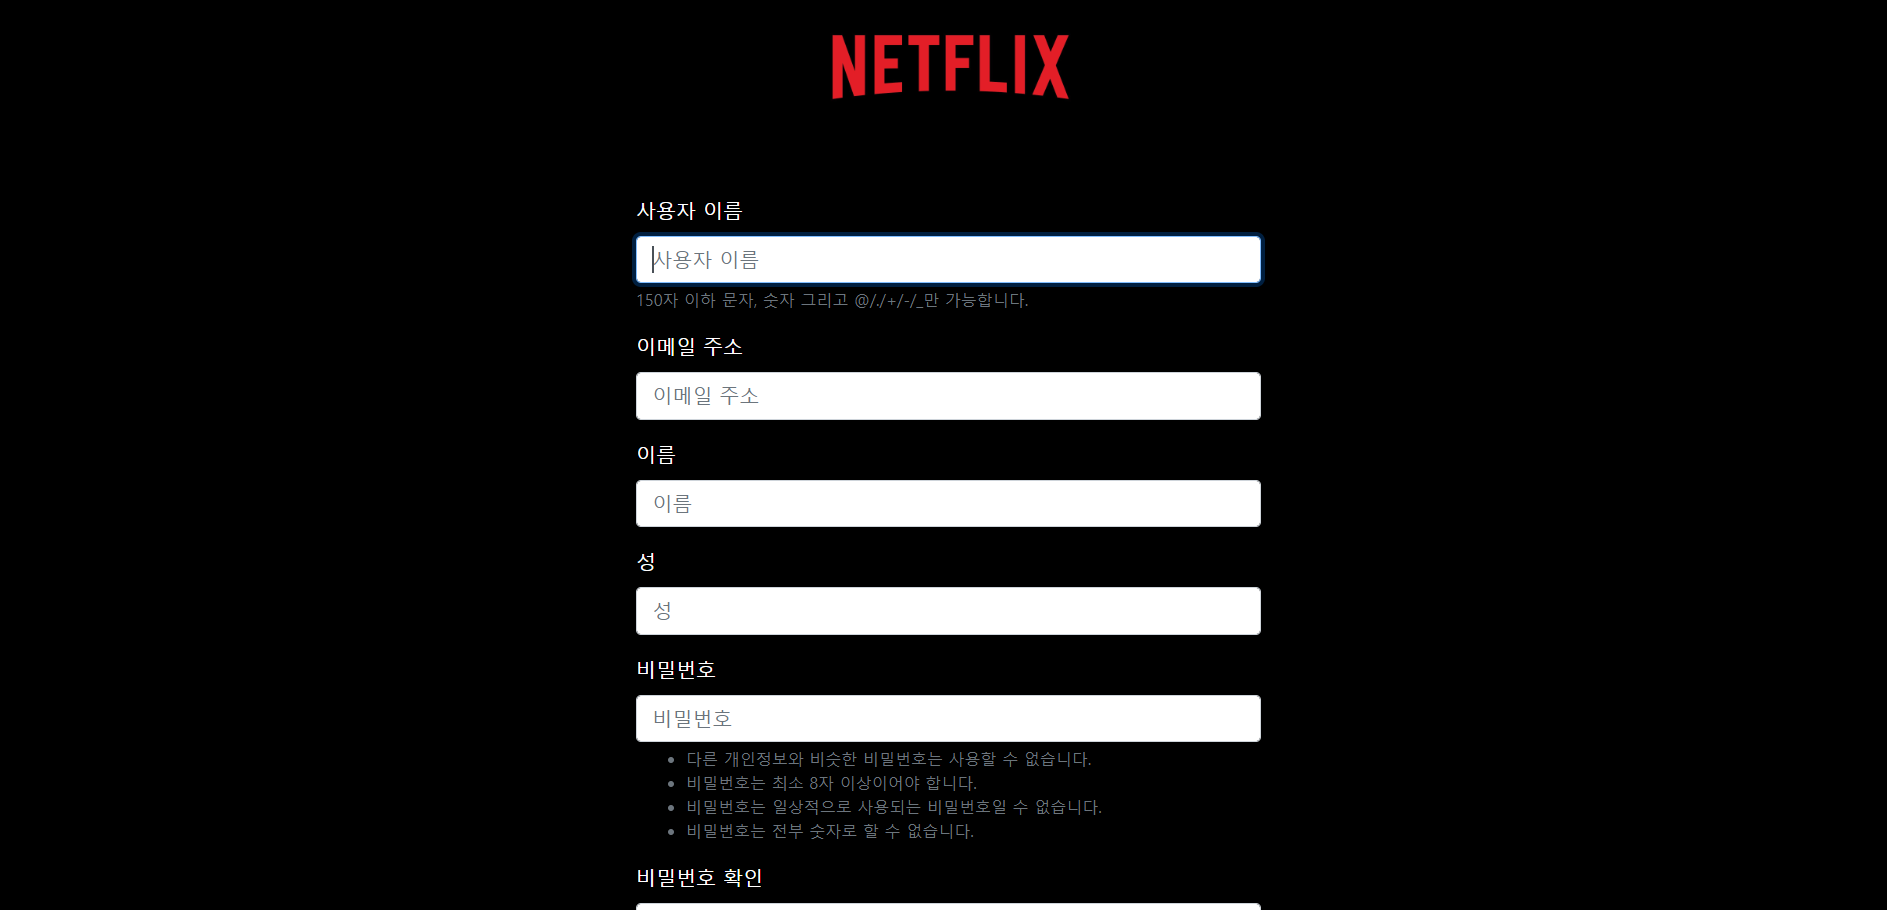 NETFLIX
사용자 이름
사용자 이름
150자 이하 문자, 숫자 그리고 @/./+/-/_만 가능합니다.
이메일 주소
이메일 주소
이름
이름
성
성
비밀번호
비밀번호
다른 개인정보와 비슷한 비밀번호는 사용할 수 없습니다.
비밀번호는 최소 8자 이상이어야 합니다.
비밀번호는 일상적으로 사용되는 비밀번호일 수 없습니다.
비밀번호는 전부 숫자로 할 수 없습니다.
비밀번호 확인